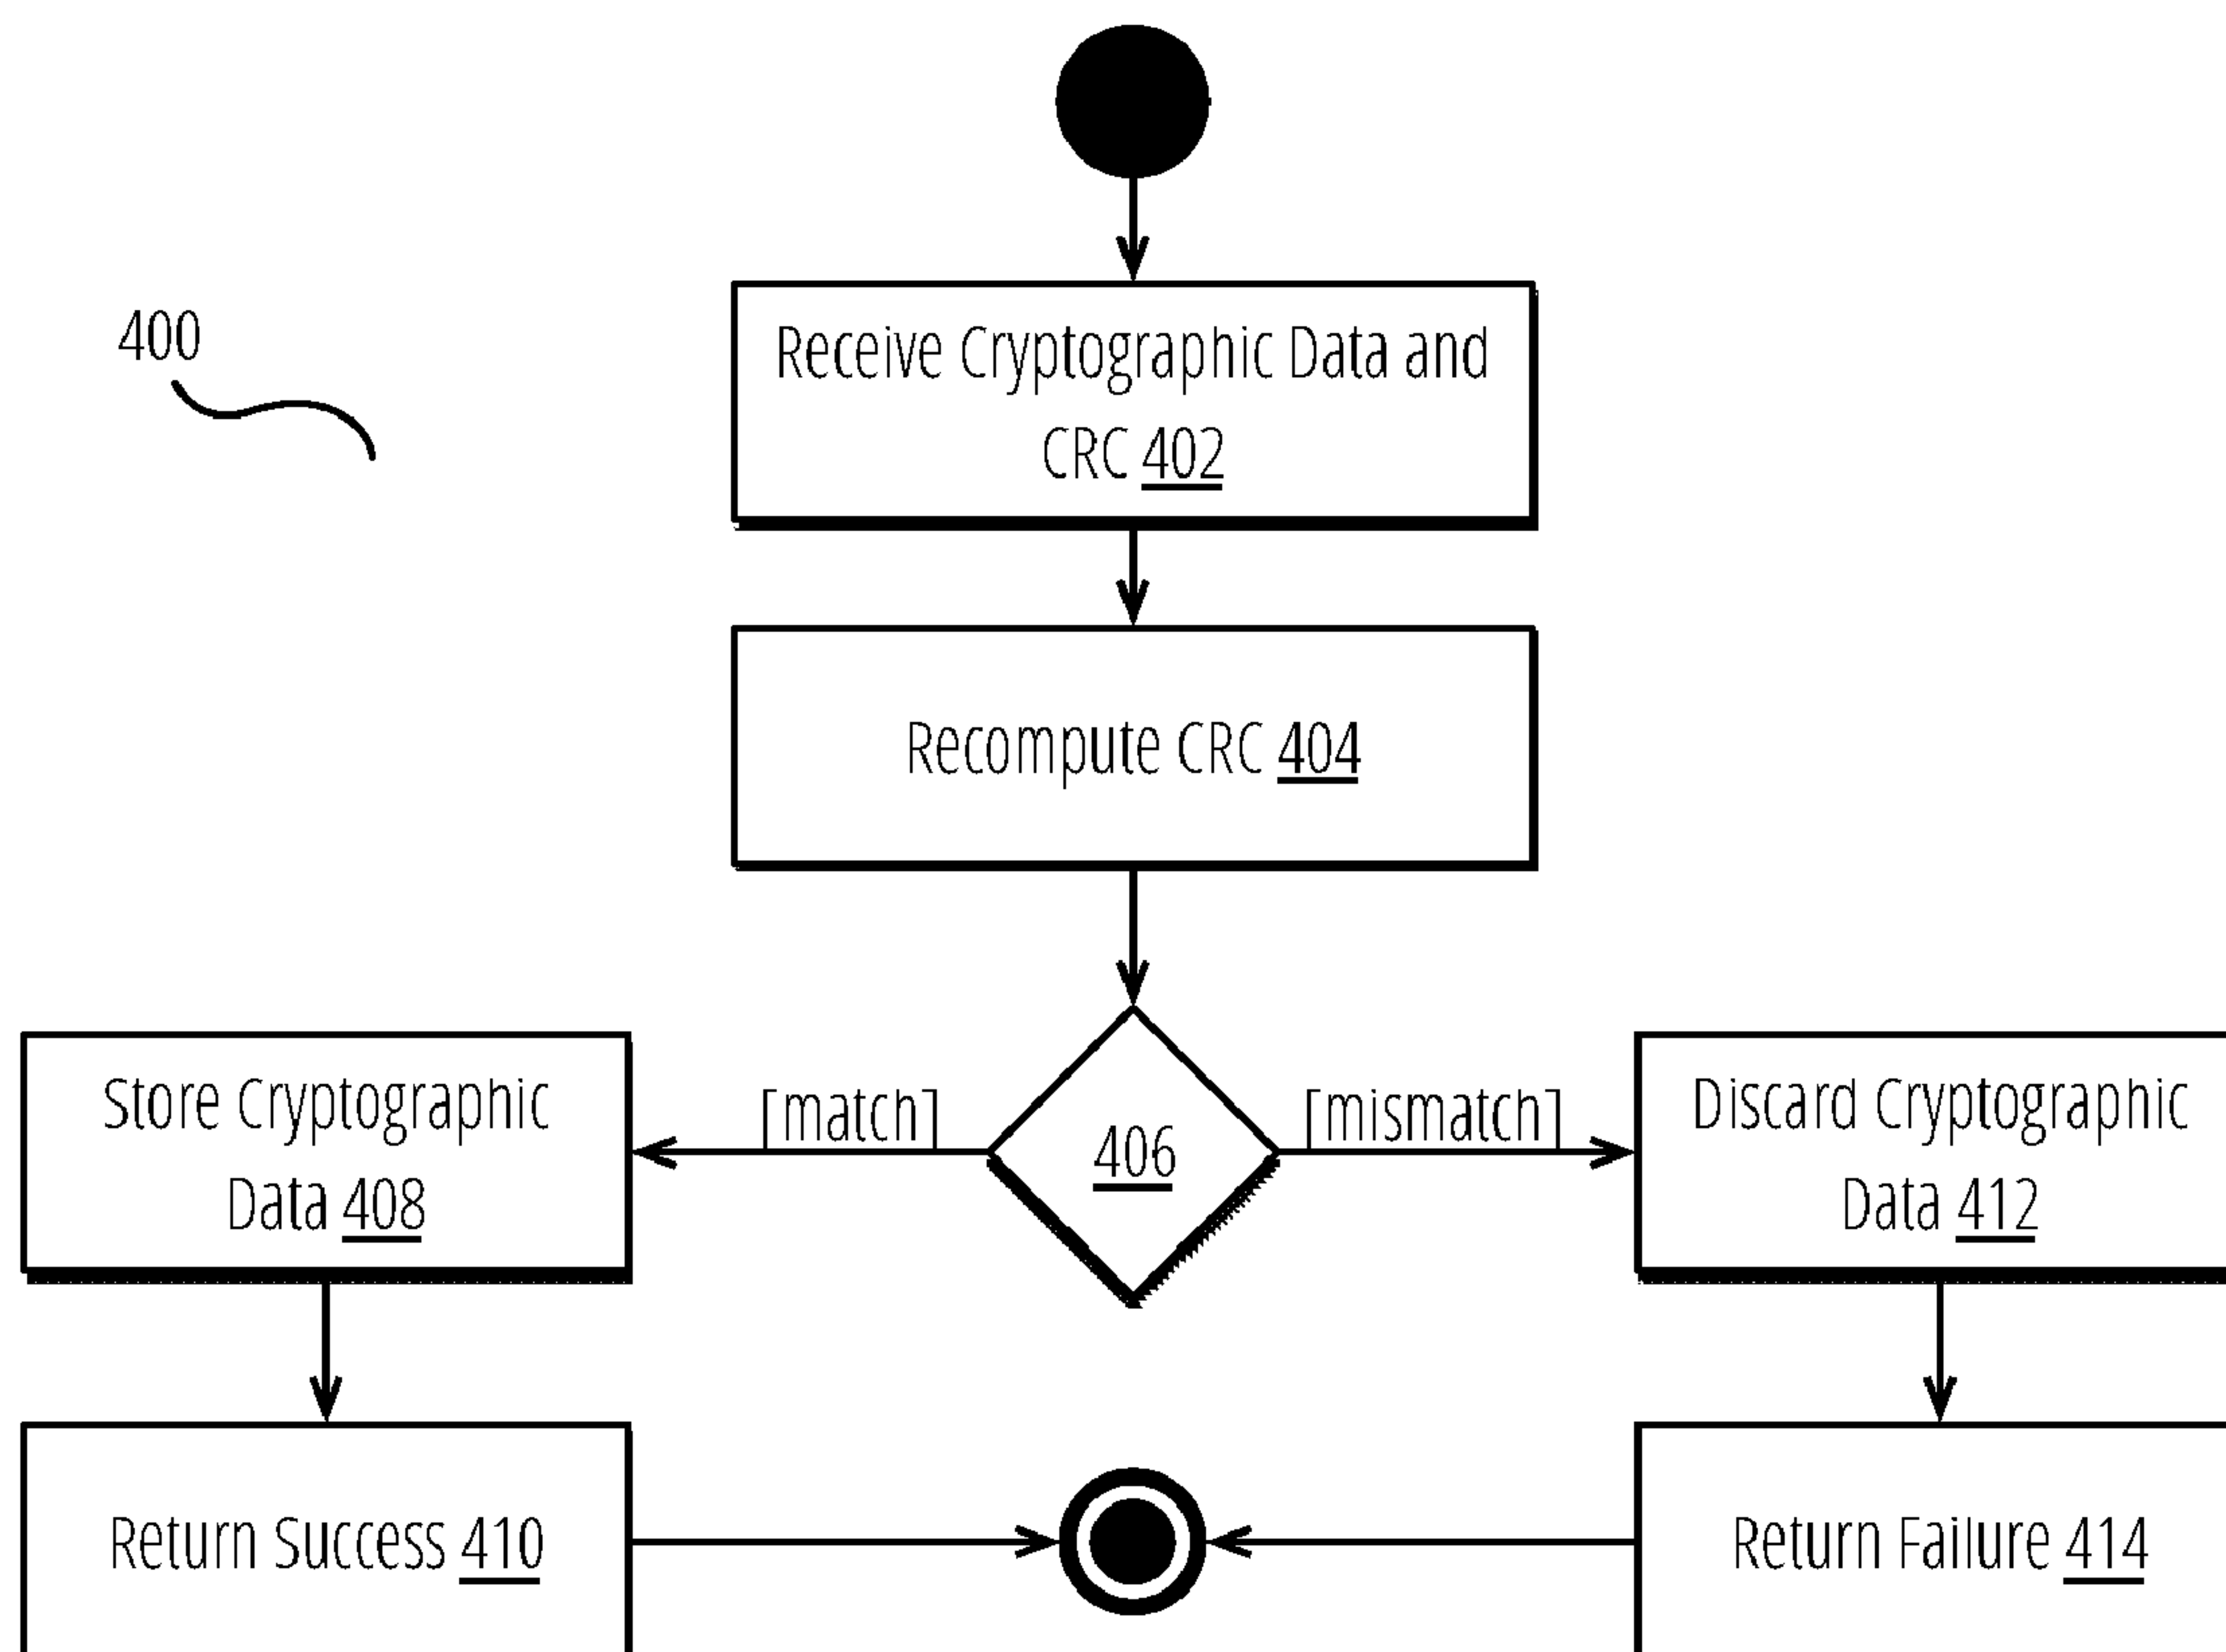 400
Receive Cryptographic Data and
CRC 402
Recompute CRC 404
Store Cryptographic
Data 408
[match]
406
[mismatch]
Discard Cryptographic
Data 412
Return Success 410
Return Failure 414